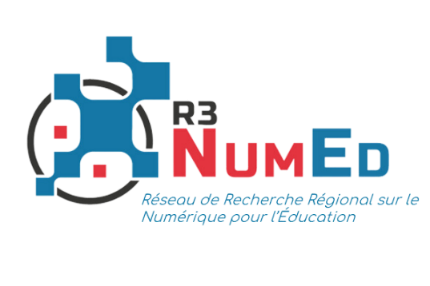 R3
NUMED
Réseau de Recherche Régional sur le
Numérique pour l'Éducation